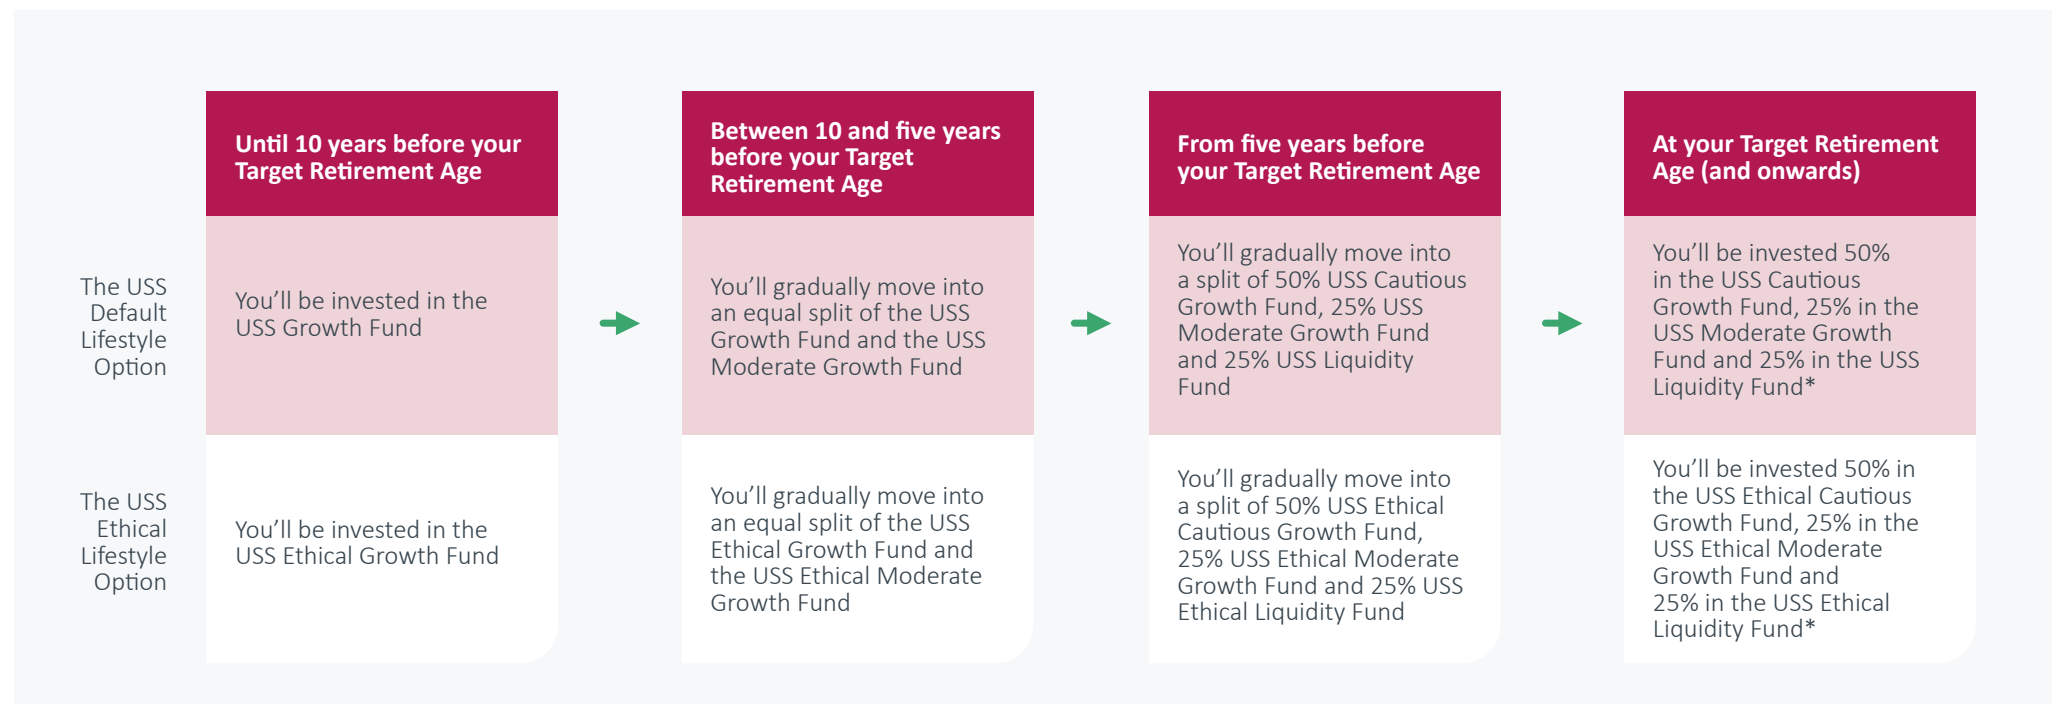 Until 10 years before your
Target Retirement Age
Between 10 and five years
before your Target
Retirement Age
From five years before
your Target Retirement Age
At your Target Retirement
Age (and onwards)
The USS
Default
Lifestyle
Option
You'll be invested in the
USS Growth Fund
You'll gradually move into
an equal split of the USS
Growth Fund and the USS
Moderate Growth Fund
You'll gradually move into
a split of 50% USS Cautious
Growth Fund, 25% USS
Moderate Growth Fund
and 25% USS Liquidity
Fund
You'll be invested 50%
in the USS Cautious
Growth Fund, 25% in the
USS Moderate Growth
Fund and 25% in the USS
Liquidity Fund*
The USS
Ethical
Lifestyle
Option
You'll be invested in the
USS Ethical Growth Fund
You'll gradually move into
an equal split of the USS
Ethical Growth Fund and
the USS Ethical Moderate
Growth Fund
You'll gradually move into
a split of 50% USS Ethical
Cautious Growth Fund,
25% USS Ethical Moderate
Growth Fund and 25% USS
Ethical Liquidity Fund
You'll be invested 50% in
the USS Ethical Cautious
Growth Fund, 25% in the
USS Ethical Moderate
Growth Fund and
25% in the USS Ethical
Liquidity Fund*